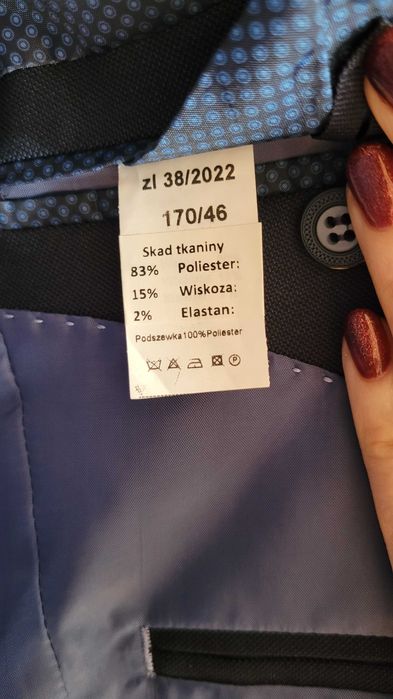 zl 38/2022
170/46
Skad tkaniny
83% Poliester:
15% Wiskoza:
2% Elastan:
Podszewka100%Poliester
P